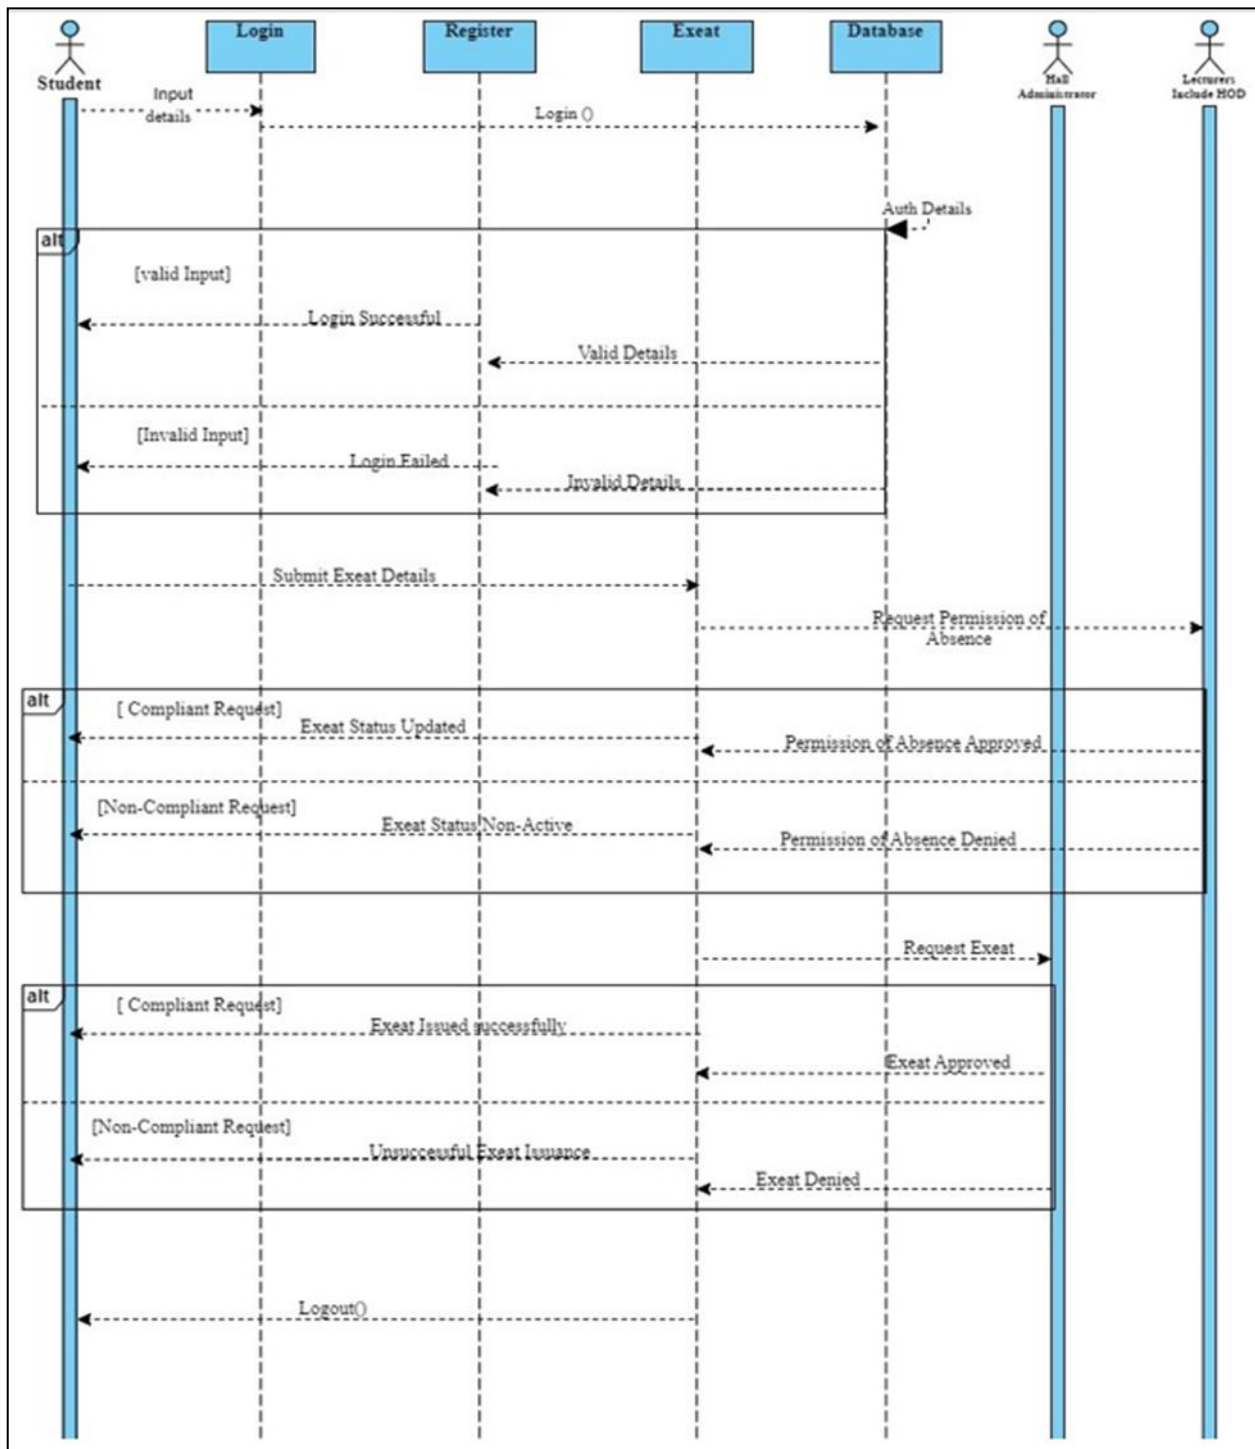 Login
Register
Exeat
Database
Student
Hall
Administrator
Lecturers
Include HOD
Input
details
Login ()
Auth Details
alt
[valid Input]
Login Successful
Valid Details
[Invalid Input]
Login Failed
Invalid Details
Submit Exeat Details
Request Permission of
Absence
alt
[ Compliant Request]
Exeat Status Updated
Permission of Absence Approved
[Non-Compliant Request]
Exeat Status Non-Active
Permission of Absence Denied
Request Exeat
alt
[ Compliant Request]
Exeat Issued successfully
Exeat Approved
[Non-Compliant Request]
Unsuccessful Exeat Issuance
Exeat Denied
Logout()